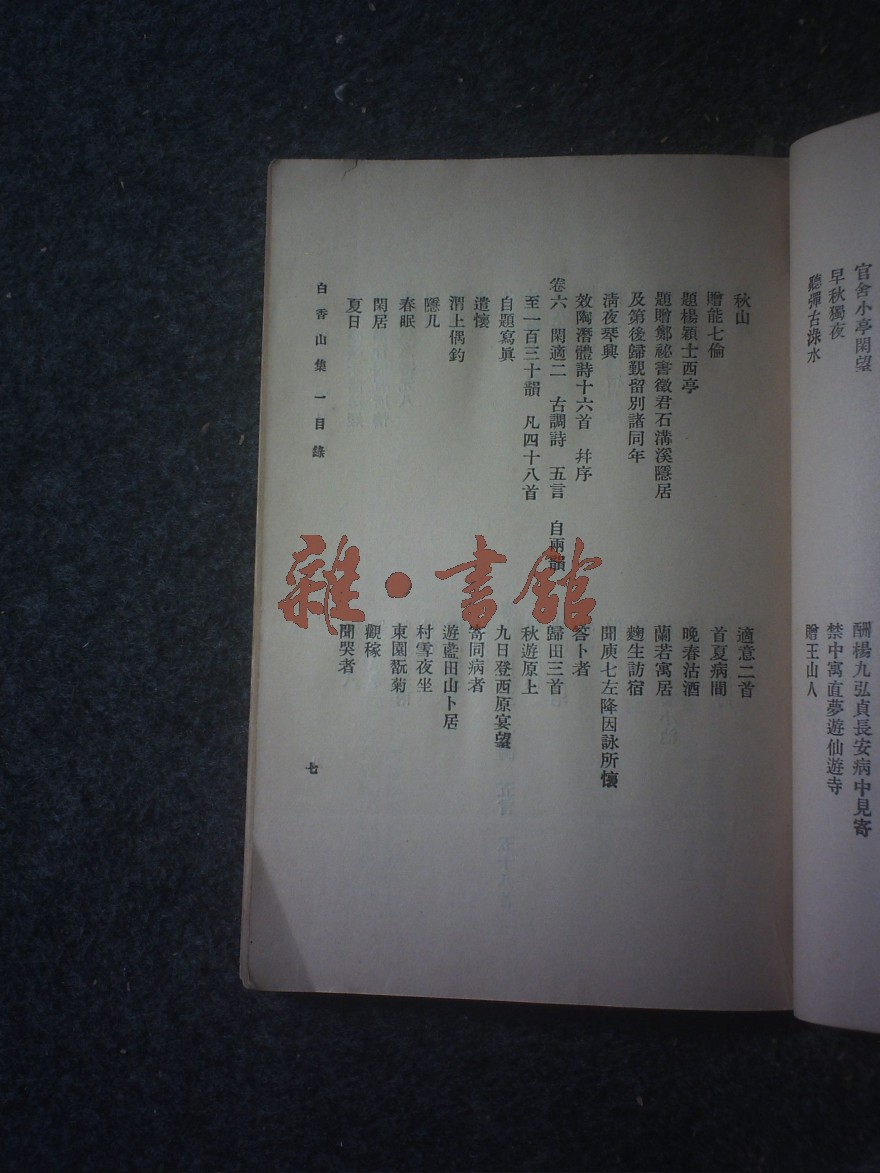 官舍小亭閑望
早秋獨夜
聽彈古淥水
酬楊九弘貞長安病中見寄
禁中寓直夢遊仙遊寺
贈王山人
秋山
贈能七倫
題楊穎士西亭
題贈鄭祕書徵君石溝溪隱居
及第後歸覲留別諸同年
清夜琴興
效陶潛體詩十六首 幷序
卷六 閑適二 古調詩 五言 自兩韻
至一百三十韻 凡四十八首
自題寫眞
遣懷
渭上偶釣
隱几
春眠
閑居
夏日
適意二首
首夏病間
晚春沽酒
蘭若寓居
麴生訪宿
聞庾七左降因詠所懷
答卜者
歸田三首
秋遊原上
九日登西原宴望
寄同病者
遊藍田山卜居
村雪夜坐
東園翫菊
觀稼
聞哭者
白香山集 一 目錄
七
雜·書館